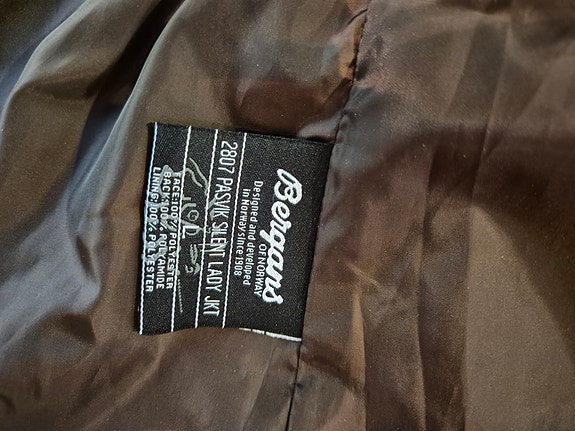 Bergans
OF NORWAY
Designed and developed
in Norway since 1908
2807 PASVIK SILENT LADY JKT
FACE:100% POLYESTER
BACK:100% POLYAMIDE
LINING:100% POLYESTER